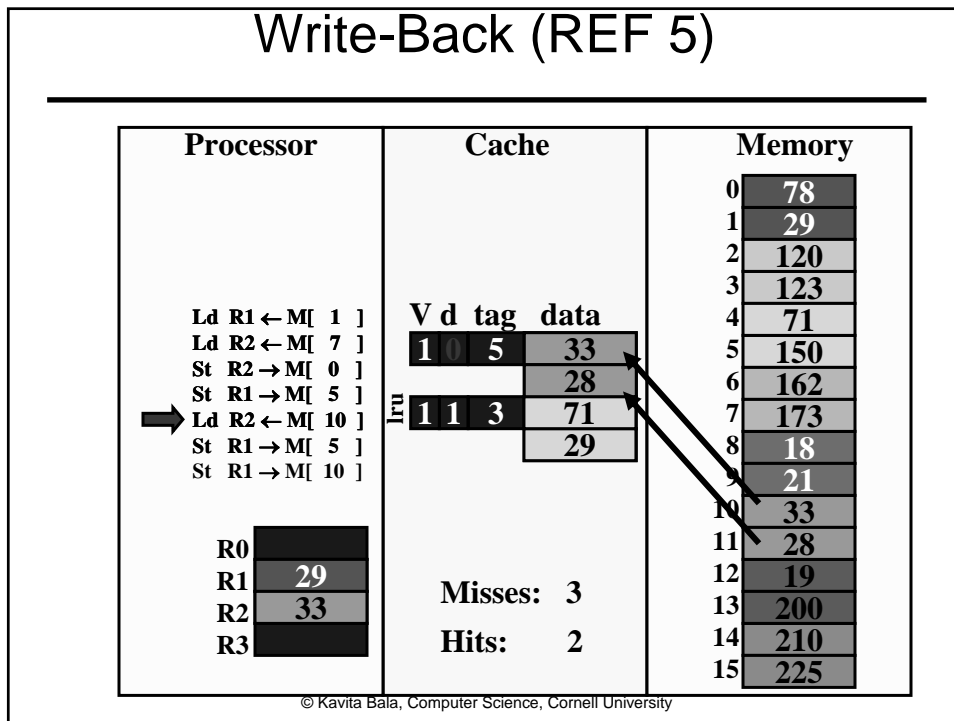 Write-Back (REF 5)
Processor
Ld R1 ← M[ 1 ]
Ld R2 ← M[ 7 ]
St R2 → M[ 0 ]
St R1 → M[ 5 ]
Ld R2 ← M[ 10 ]
St R1 → M[ 5 ]
St R1 → M[ 10 ]
R0
R1 29
R2 33
R3
Cache
V d tag data
1 0 5 33
28
lru
1 1 3 71
29
Misses: 3
Hits: 2
Memory
0 78
1 29
2 120
3 123
4 71
5 150
6 162
7 173
8 18
9 21
10 33
11 28
12 19
13 200
14 210
15 225
© Kavita Bala, Computer Science, Cornell University